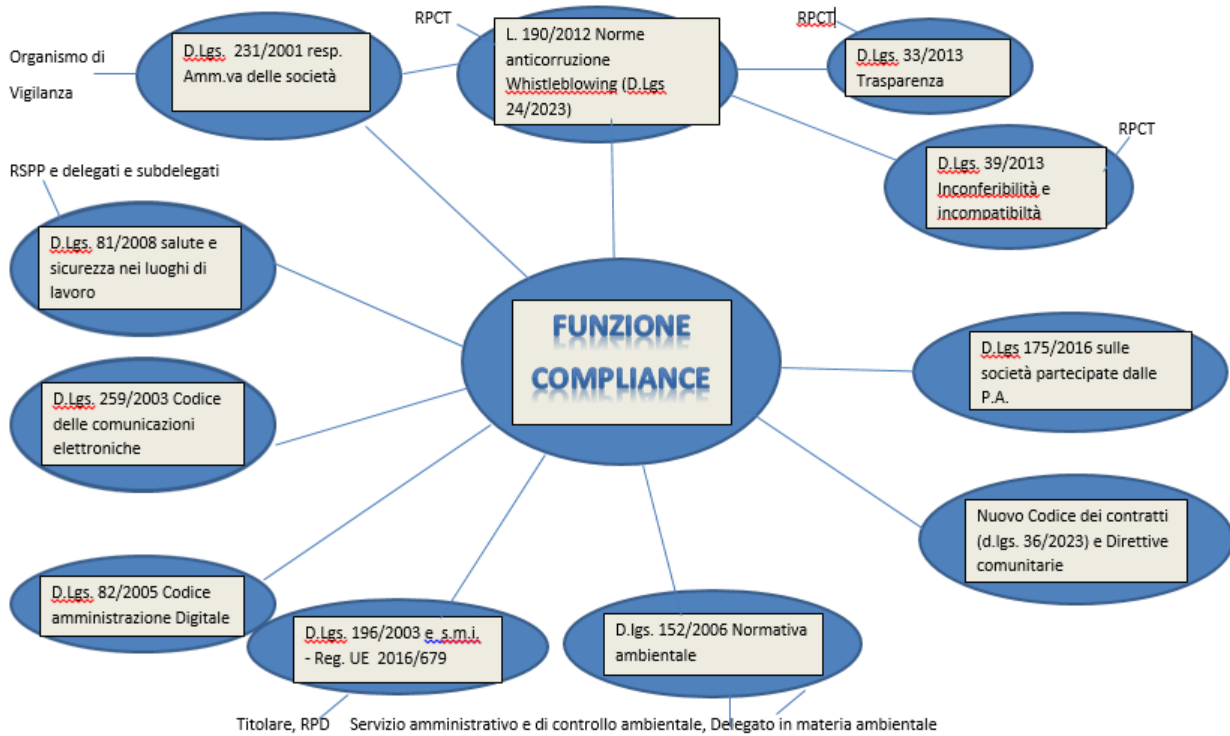 RPCT
RPCT
Organismo di
Vigilanza
D.Lgs. 231/2001 resp.
Amm.va delle società
L. 190/2012 Norme
anticorruzione
Whistleblowing (D.Lgs
24/2023)
D.Lgs. 33/2013
Trasparenza
RPCT
D.Lgs. 39/2013
Inconferibilità e
incompatibiltà
RSPP e delegati e subdelegati
D.Lgs. 81/2008 salute e
sicurezza nei luoghi di
lavoro
FUNZIONE
COMPLIANCE
D.Lgs 175/2016 sulle
società partecipate dalle
P.A.
D.Lgs. 259/2003 Codice
delle comunicazioni
elettroniche
Nuovo Codice dei contratti
(d.lgs. 36/2023) e Direttive
comunitarie
D.Lgs. 82/2005 Codice
amministrazione Digitale
D.Lgs. 196/2003 e s.m.i.
- Reg. UE 2016/679
D.lgs. 152/2006 Normativa
ambientale
Titolare, RPD Servizio amministrativo e di controllo ambientale, Delegato in materia ambientale